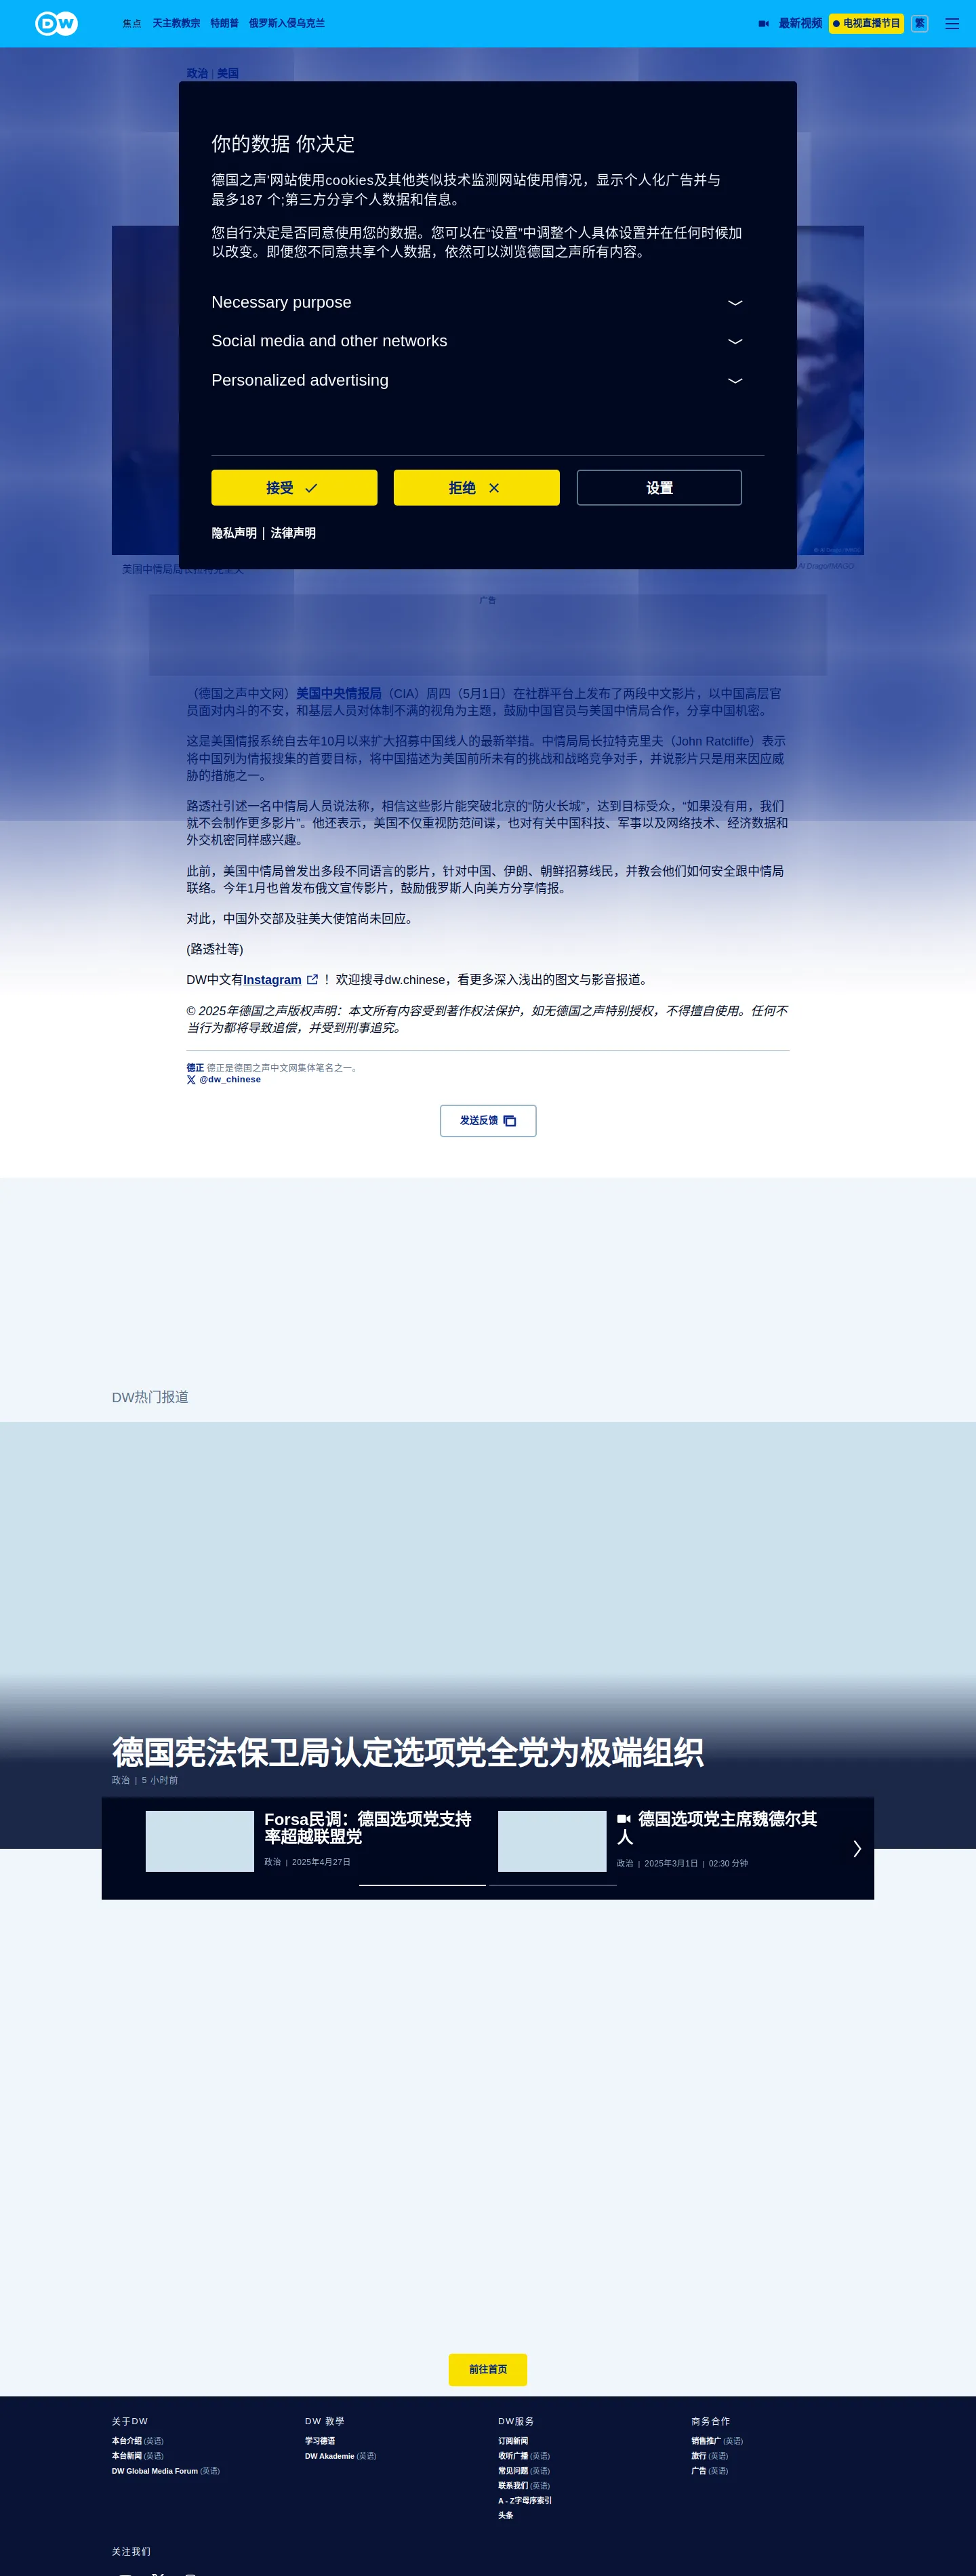 DW 焦点 天主教教宗 特朗普 俄罗斯入侵乌克兰 最新视频 电视直播节目 繁
政治 | 美国
你的数据 你决定
德国之声'网站使用cookies及其他类似技术监测网站使用情况，显示个人化广告并与
最多187 个;第三方分享个人数据和信息。
您自行决定是否同意使用您的数据。您可以在“设置”中调整个人具体设置并在任何时候加
以改变。即便您不同意共享个人数据，依然可以浏览德国之声所有内容。
Necessary purpose
Social media and other networks
Personalized advertising
接受 拒绝 设置
隐私声明 | 法律声明
美国中情局局长拉特克里夫
Al Drago/IMAGO
广告
（德国之声中文网）美国中央情报局（CIA）周四（5月1日）在社群平台上发布了两段中文影片，以中国高层官
员面对内斗的不安，和基层人员对体制不满的视角为主题，鼓励中国官员与美国中情局合作，分享中国机密。
这是美国情报系统自去年10月以来扩大招募中国线人的最新举措。中情局局长拉特克里夫（John Ratcliffe）表示
将中国列为情报搜集的首要目标，将中国描述为美国前所未有的挑战和战略竞争对手，并说影片只是用来因应威
胁的措施之一。
路透社引述一名中情局人员说法称，相信这些影片能突破北京的“防火长城”，达到目标受众，“如果没有用，我们
就不会制作更多影片”。他还表示，美国不仅重视防范间谍，也对有关中国科技、军事以及网络技术、经济数据和
外交机密同样感兴趣。
此前，美国中情局曾发出多段不同语言的影片，针对中国、伊朗、朝鲜招募线民，并教会他们如何安全跟中情局
联络。今年1月也曾发布俄文宣传影片，鼓励俄罗斯人向美方分享情报。
对此，中国外交部及驻美大使馆尚未回应。
(路透社等)
DW中文有Instagram ！欢迎搜寻dw.chinese，看更多深入浅出的图文与影音报道。
© 2025年德国之声版权声明：本文所有内容受到著作权法保护，如无德国之声特别授权，不得擅自使用。任何不
当行为都将导致追偿，并受到刑事追究。
德正 德正是德国之声中文网集体笔名之一。
@dw_chinese
发送反馈
DW热门报道
德国宪法保卫局认定选项党全党为极端组织
政治 | 5 小时前
Forsa民调：德国选项党支持
率超越联盟党
政治 | 2025年4月27日
德国选项党主席魏德尔其
人
政治 | 2025年3月1日 | 02:30 分钟
前往首页
关于DW
本台介绍 (英语)
本台新闻 (英语)
DW Global Media Forum (英语)
DW 教學
学习德语
DW Akademie (英语)
DW服务
订阅新闻
收听广播 (英语)
常见问题 (英语)
联系我们 (英语)
A - Z字母序索引
头条
商务合作
销售推广 (英语)
旅行 (英语)
广告 (英语)
关注我们